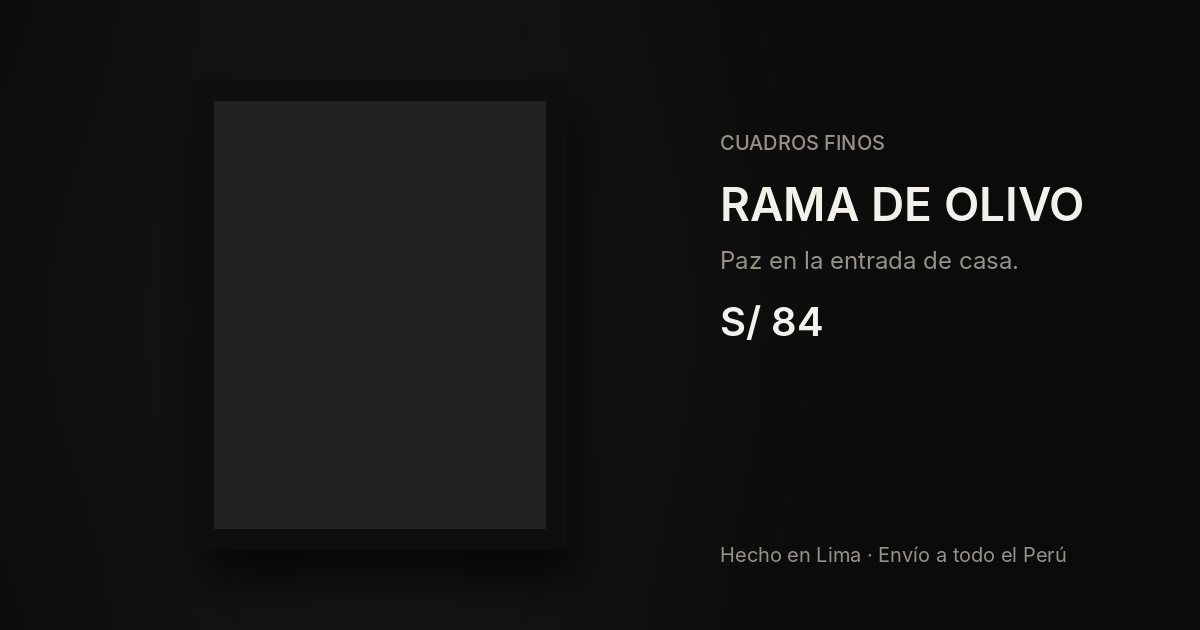 CUADROS FINOS
RAMA DE OLIVO
Paz en la entrada de casa.
S/ 84
Hecho en Lima · Envío a todo el Perú